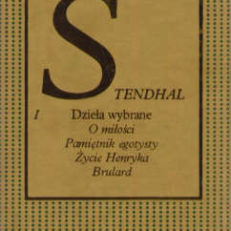 STENDHAL
I Dzieła wybrane
O miłości
Pamiętnik egotysty
Życie Henryka
Brulard